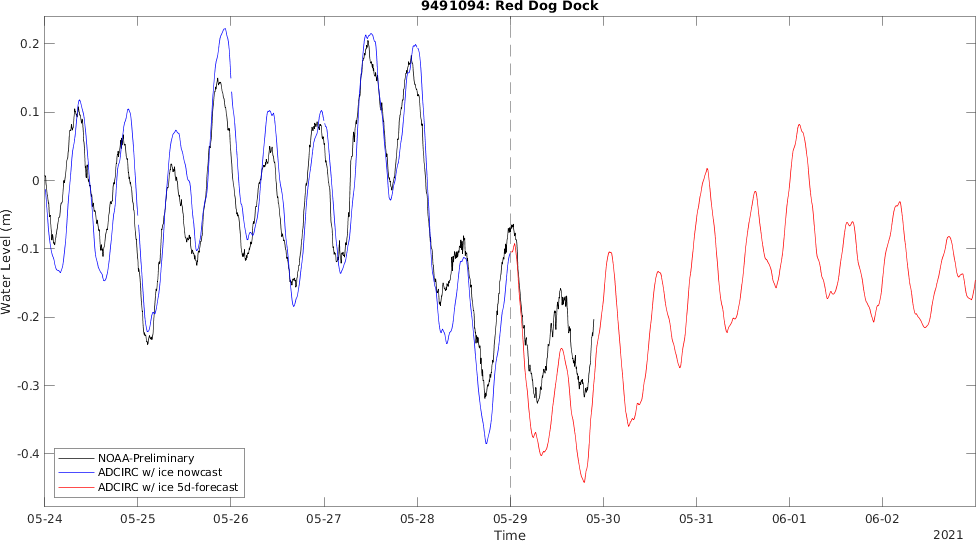 9491094: Red Dog Dock
0.2
0.1
0
-0.1
-0.2
-0.3
-0.4
Water Level (m)
NOAA-Preliminary
ADCIRC w/ ice nowcast
ADCIRC w/ ice 5d-forecast
05-24 05-25 05-26 05-27 05-28 05-29 05-30 05-31 06-01 06-02
Time
2021